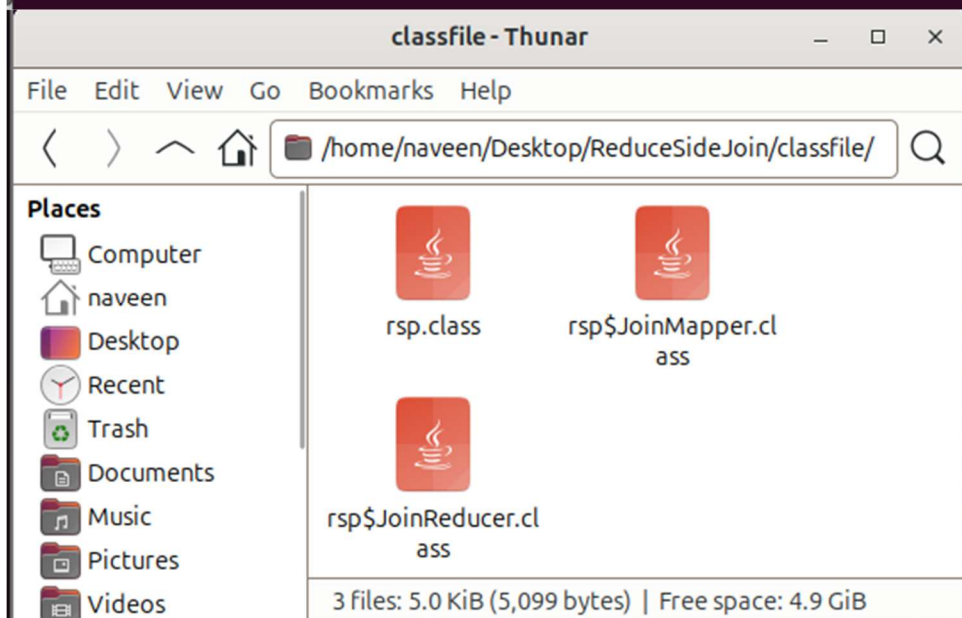 classfile - Thunar
File Edit View Go Bookmarks Help
/home/naveen/Desktop/ReduceSideJoin/classfile/
Places
Computer
naveen
Desktop
Recent
Trash
Documents
Music
Pictures
Videos
rsp.class
rsp$JoinMapper.cl
ass
rsp$JoinReducer.cl
ass
3 files: 5.0 KiB (5,099 bytes) | Free space: 4.9 GiB